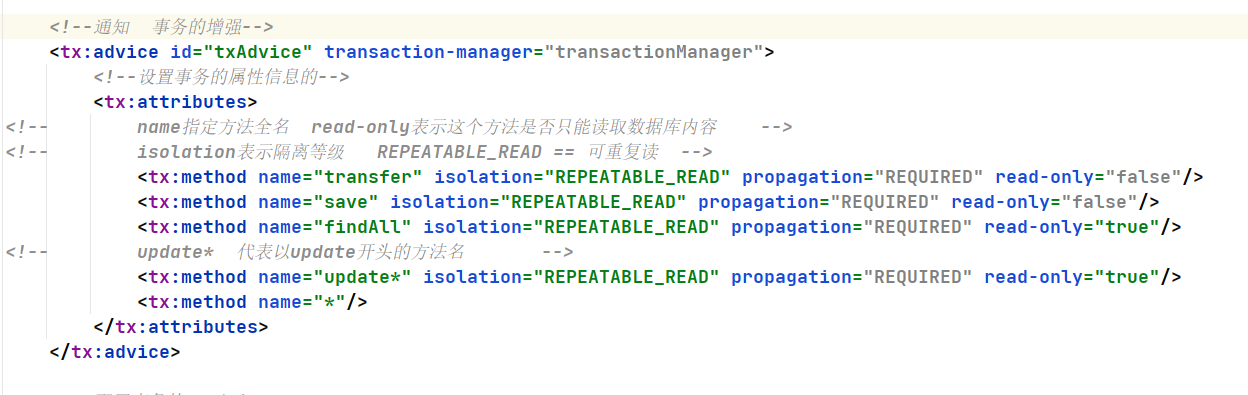 <!--通知  事务的增强-->
<tx:advice id="txAdvice" transaction-manager="transactionManager">
<!--设置事务的属性信息的-->
<tx:attributes>
<!--        name指定方法全名  read-only表示这个方法是否只能读取数据库内容    -->
<!--        isolation表示隔离等级   REPEATABLE_READ == 可重复读  -->
<tx:method name="transfer" isolation="REPEATABLE_READ" propagation="REQUIRED" read-only="false"/>
<tx:method name="save" isolation="REPEATABLE_READ" propagation="REQUIRED" read-only="false"/>
<tx:method name="findAll" isolation="REPEATABLE_READ" propagation="REQUIRED" read-only="true"/>
<!--        update*  代表以update开头的方法名       -->
<tx:method name="update*" isolation="REPEATABLE_READ" propagation="REQUIRED" read-only="true"/>
<tx:method name="*"/>
</tx:attributes>
</tx:advice>